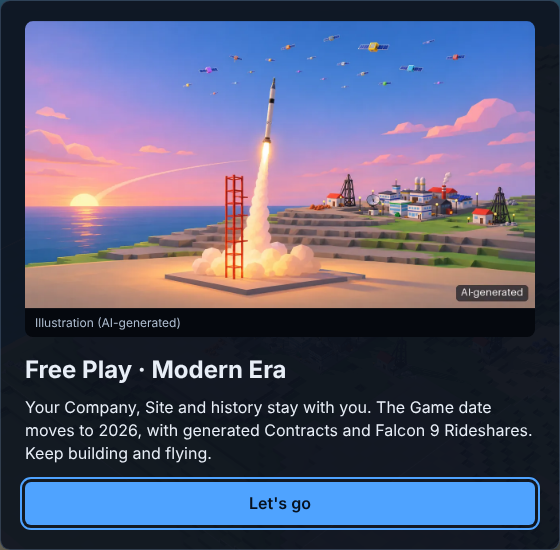 AI-generated
Illustration (AI-generated)
Free Play · Modern Era
Your Company, Site and history stay with you. The Game date
moves to 2026, with generated Contracts and Falcon 9 Rideshares.
Keep building and flying.
Let's go